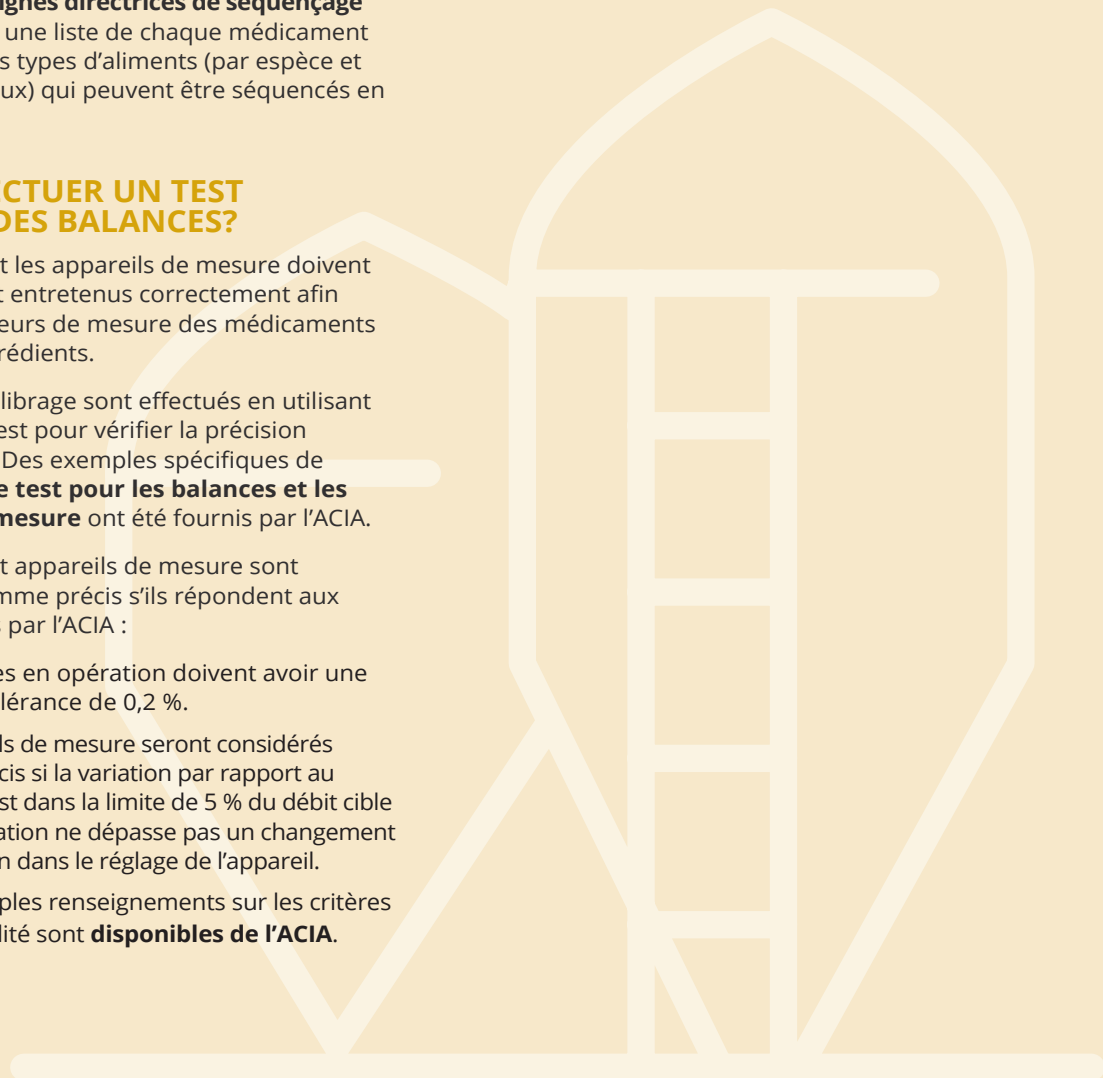 ignes directrices de séquençage
une liste de chaque médicament
s types d’aliments (par espèce et
ux) qui peuvent être séquencés en
ECTUER UN TEST
DES BALANCES?
t les appareils de mesure doivent
t entretenus correctement afin
eurs de mesure des médicaments
rédients.
librage sont effectués en utilisant
est pour vérifier la précision
Des exemples spécifiques de
e test pour les balances et les
mesure ont été fournis par l’ACIA.
t appareils de mesure sont
mme précis s’ils répondent aux
s par l’ACIA :
es en opération doivent avoir une
lérance de 0,2 %.
ls de mesure seront considérés
cis si la variation par rapport au
st dans la limite de 5 % du débit cible
ation ne dépasse pas un changement
n dans le réglage de l’appareil.
ples renseignements sur les critères
lité sont disponibles de l’ACIA.